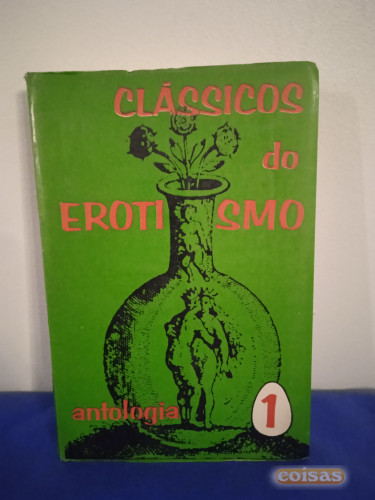 CLÁSSICOS
do
EROTISMO
antologia
1
coisas